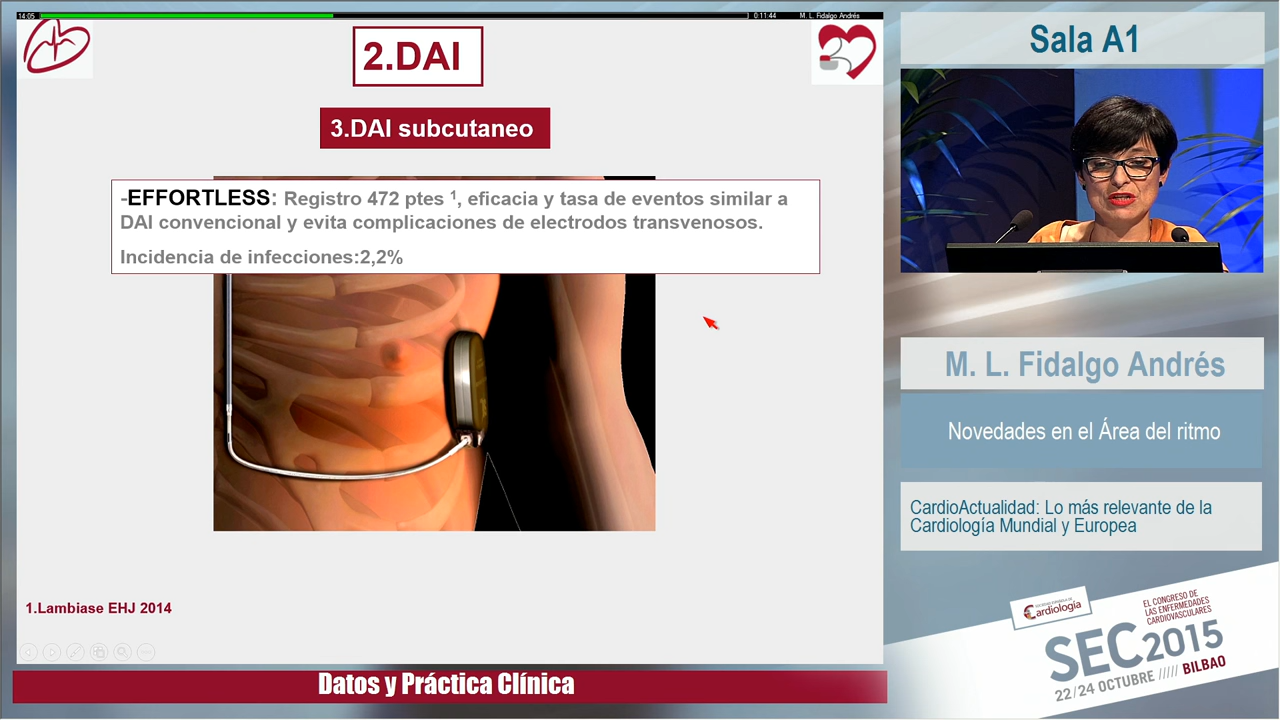 14:05
0:11:44
M. L. Fidalgo Andrés
2.DAI
3.DAI subcutaneo
-EFFORTLESS: Registro 472 ptes ¹, eficacia y tasa de eventos similar a
DAI convencional y evita complicaciones de electrodos transvenosos.
Incidencia de infecciones:2,2%
1.Lambiase EHJ 2014
Datos y Práctica Clínica
Sala A1
M. L. Fidalgo Andrés
Novedades en el Área del ritmo
CardioActualidad: Lo más relevante de la
Cardiología Mundial y Europea
SOCIEDAD ESPAÑOLA DE
Cardiología
EL CONGRESO DE
LAS ENFERMEDADES
CARDIOVASCULARES
SEC2015
22/24 OCTUBRE ///// BILBAO